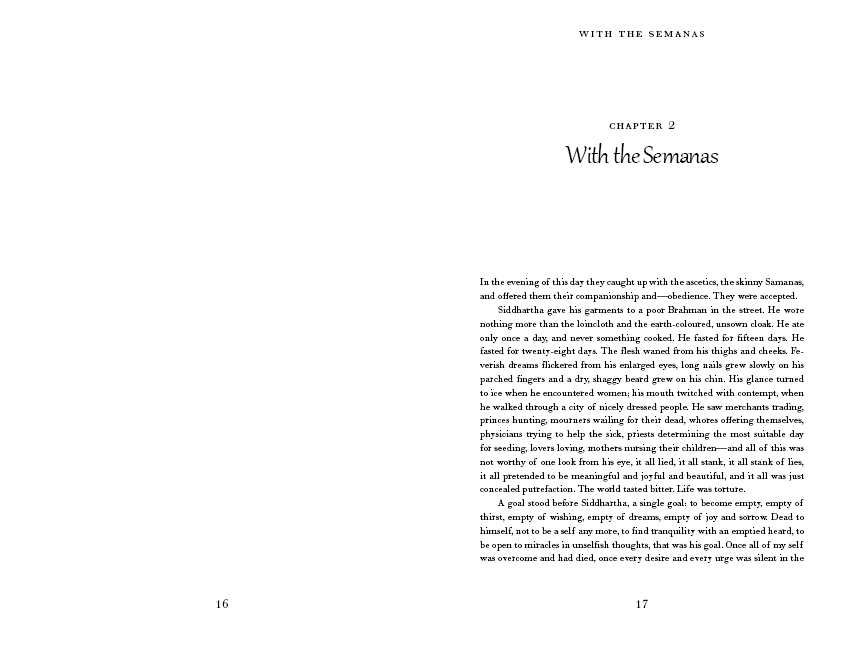 WITH THE SEMANAS
CHAPTER 2
With the Semanas
In the evening of this day they caught up with the ascetics, the skinny Samanas,
and offered them their companionship and—obedience. They were accepted.
Siddhartha gave his garments to a poor Brahman in the street. He wore
nothing more than the loincloth and the earth-coloured, unsown cloak. He ate
only once a day, and never something cooked. He fasted for fifteen days. He
fasted for twenty-eight days. The flesh waned from his thighs and cheeks. Fe-
verish dreams flickered from his enlarged eyes, long nails grew slowly on his
parched fingers and a dry, shaggy beard grew on his chin. His glance turned
to ice when he encountered women; his mouth twitched with contempt, when
he walked through a city of nicely dressed people. He saw merchants trading,
princes hunting, mourners wailing for their dead, whores offering themselves,
physicians trying to help the sick, priests determining the most suitable day
for seeding, lovers loving, mothers nursing their children—and all of this was
not worthy of one look from his eye, it all lied, it all stank, it all stank of lies,
it all pretended to be meaningful and joyful and beautiful, and it all was just
concealed putrefaction. The world tasted bitter. Life was torture.
A goal stood before Siddhartha, a single goal: to become empty, empty of
thirst, empty of wishing, empty of dreams, empty of joy and sorrow. Dead to
himself, not to be a self any more, to find tranquility with an emptied heard, to
be open to miracles in unselfish thoughts, that was his goal. Once all of my self
was overcome and had died, once every desire and every urge was silent in the
16
17